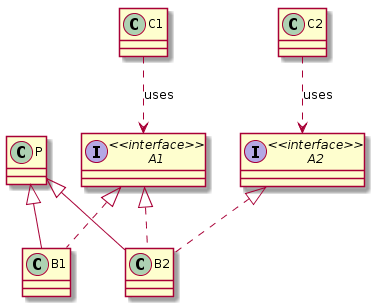 C C1
C C2
uses
uses
I <<interface>>
A1
I <<interface>>
A2
C P
C B1
C B2